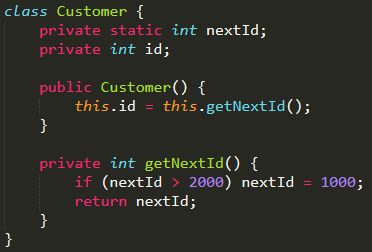 class Customer {
    private static int nextId;
    private int id;

    public Customer() {
        this.id = this.getNextId();
    }

    private int getNextId() {
        if (nextId > 2000) nextId = 1000;
        return nextId;
    }
}